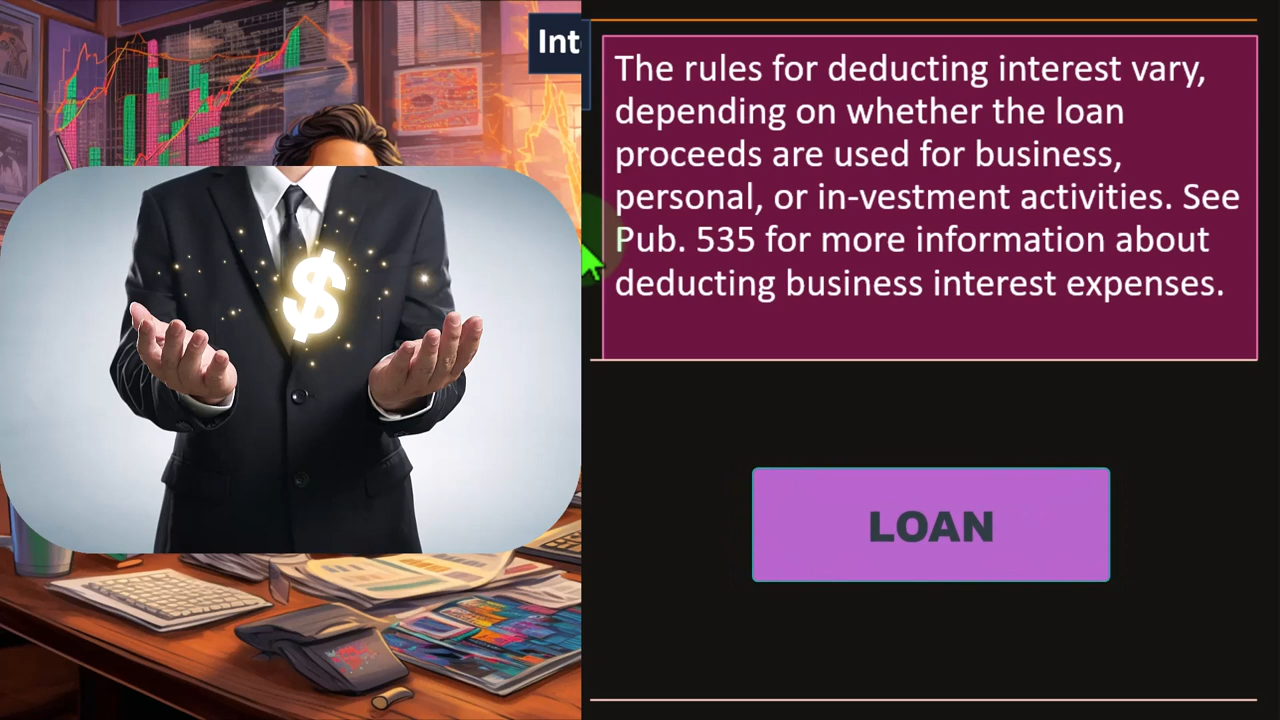 Int
The rules for deducting interest vary,
depending on whether the loan
proceeds are used for business,
personal, or in-vestment activities. See
Pub. 535 for more information about
deducting business interest expenses.
LOAN